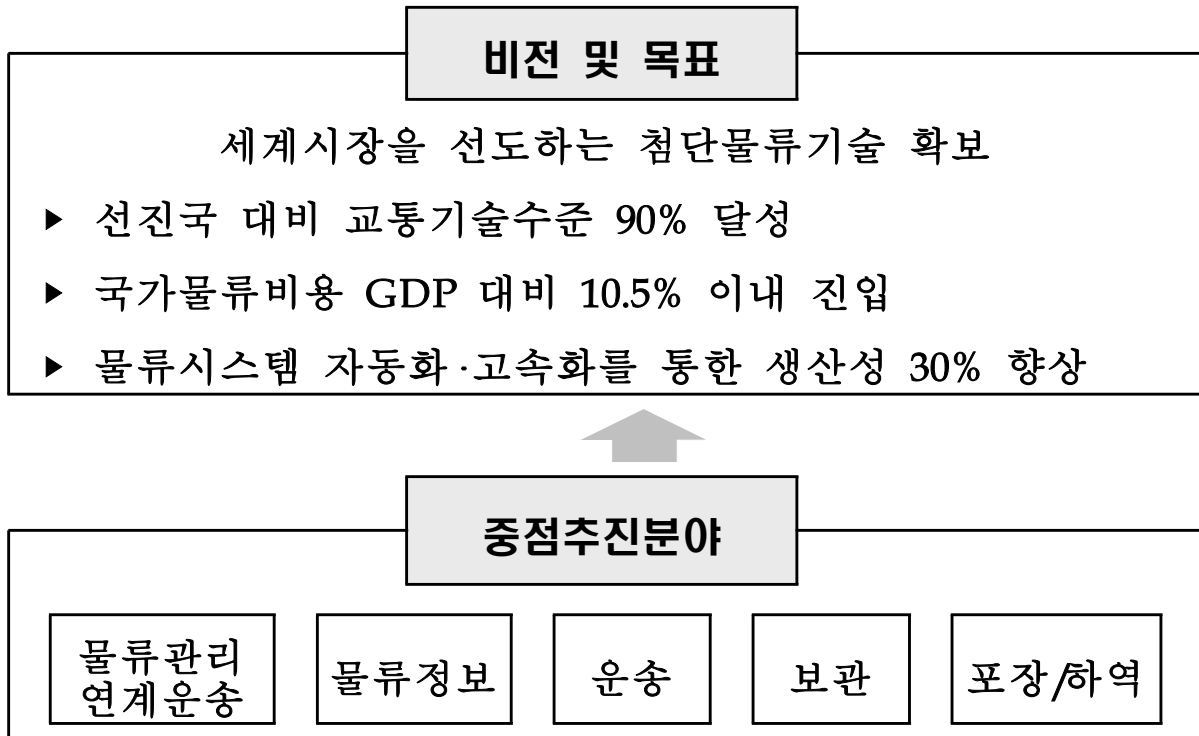 비전 및 목표
세계시장을 선도하는 첨단물류기술 확보
▶ 선진국 대비 교통기술수준 90% 달성
▶ 국가물류비용 GDP 대비 10.5% 이내 진입
▶ 물류시스템 자동화·고속화를 통한 생산성 30% 향상
중점추진분야
물류관리
연계운송
물류정보
운송
보관
포장/하역